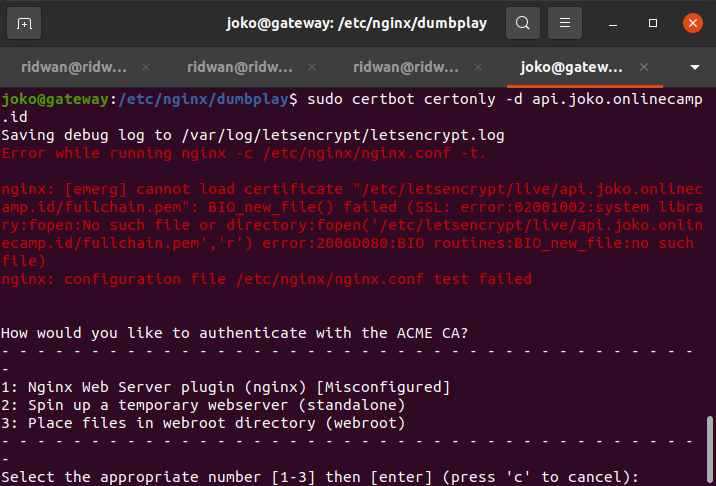 joko@gateway: /etc/nginx/dumbplay
ridwan@ridw...
ridwan@ridw...
ridwan@ridw...
joko@gatew...
joko@gateway:/etc/nginx/dumbplay$ sudo certbot certonly -d api.joko.onlinecamp
.id
Saving debug log to /var/log/letsencrypt/letsencrypt.log
Error while running nginx -c /etc/nginx/nginx.conf -t.
nginx: [emerg] cannot load certificate "/etc/letsencrypt/live/api.joko.onlinec
amp.id/fullchain.pem": BIO_new_file() failed (SSL: error:02001002:system libra
ry:fopen:No such file or directory:fopen('/etc/letsencrypt/live/api.joko.onlin
ecamp.id/fullchain.pem','r') error:2006D080:BIO routines:BIO_new_file:no such
file)
nginx: configuration file /etc/nginx/nginx.conf test failed
How would you like to authenticate with the ACME CA?
- - - - - - - - - - - - - - - - - - - - - - - - - - - - - - - - - - - - - - -
-
1: Nginx Web Server plugin (nginx) [Misconfigured]
2: Spin up a temporary webserver (standalone)
3: Place files in webroot directory (webroot)
- - - - - - - - - - - - - - - - - - - - - - - - - - - - - - - - - - - - - - -
-
Select the appropriate number [1-3] then [enter] (press 'c' to cancel):